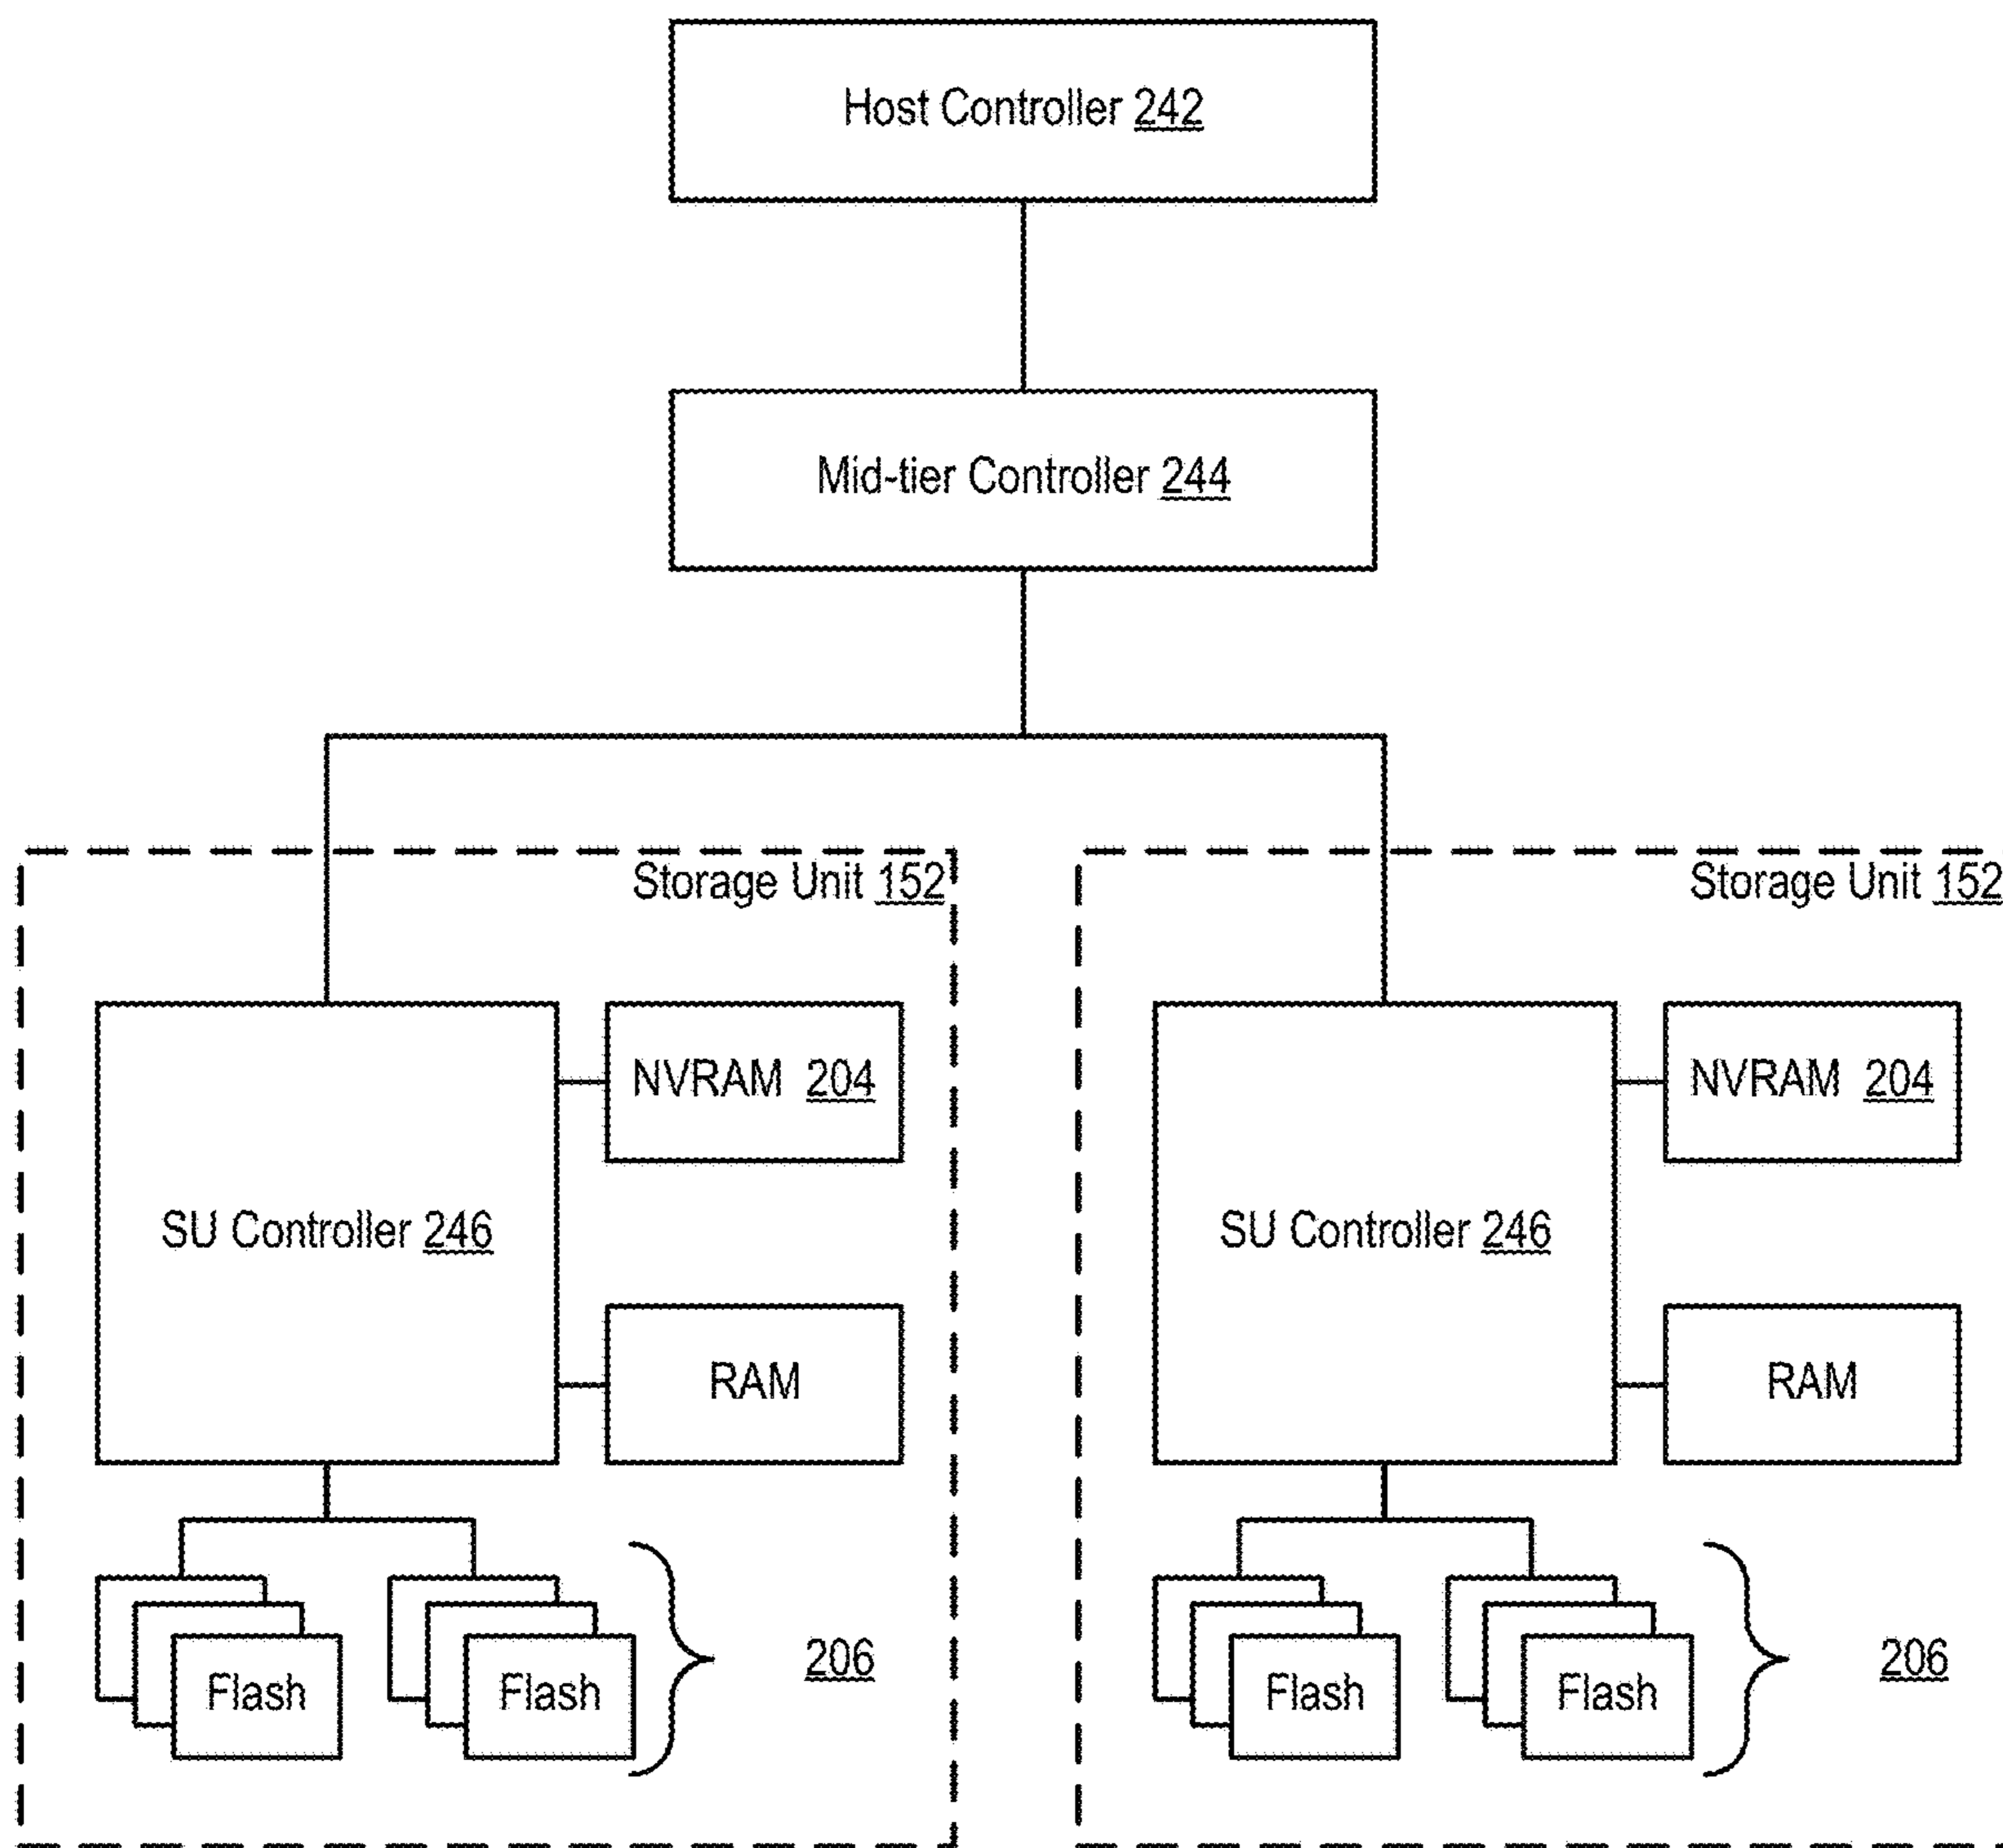 Host Controller 242
Mid-tier Controller 244
Storage Unit 152
Storage Unit 152
NVRAM 204
NVRAM 204
SU Controller 246
SU Controller 246
RAM
RAM
206
206
Flash
Flash
Flash
Flash